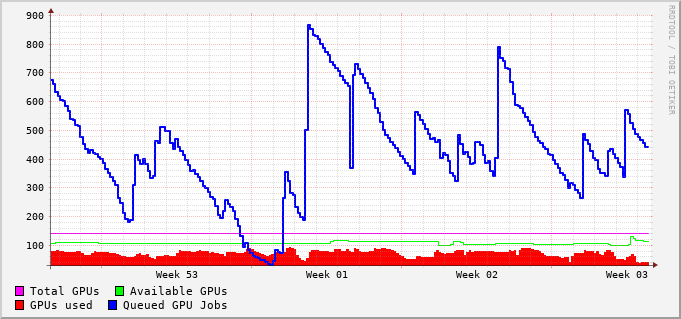 900
800
700
600
500
400
300
200
100
Week 53 Week 01 Week 02 Week 03
Total GPUs Available GPUs
GPUs used Queued GPU Jobs
RRDTOOL / TOBI OETIKER